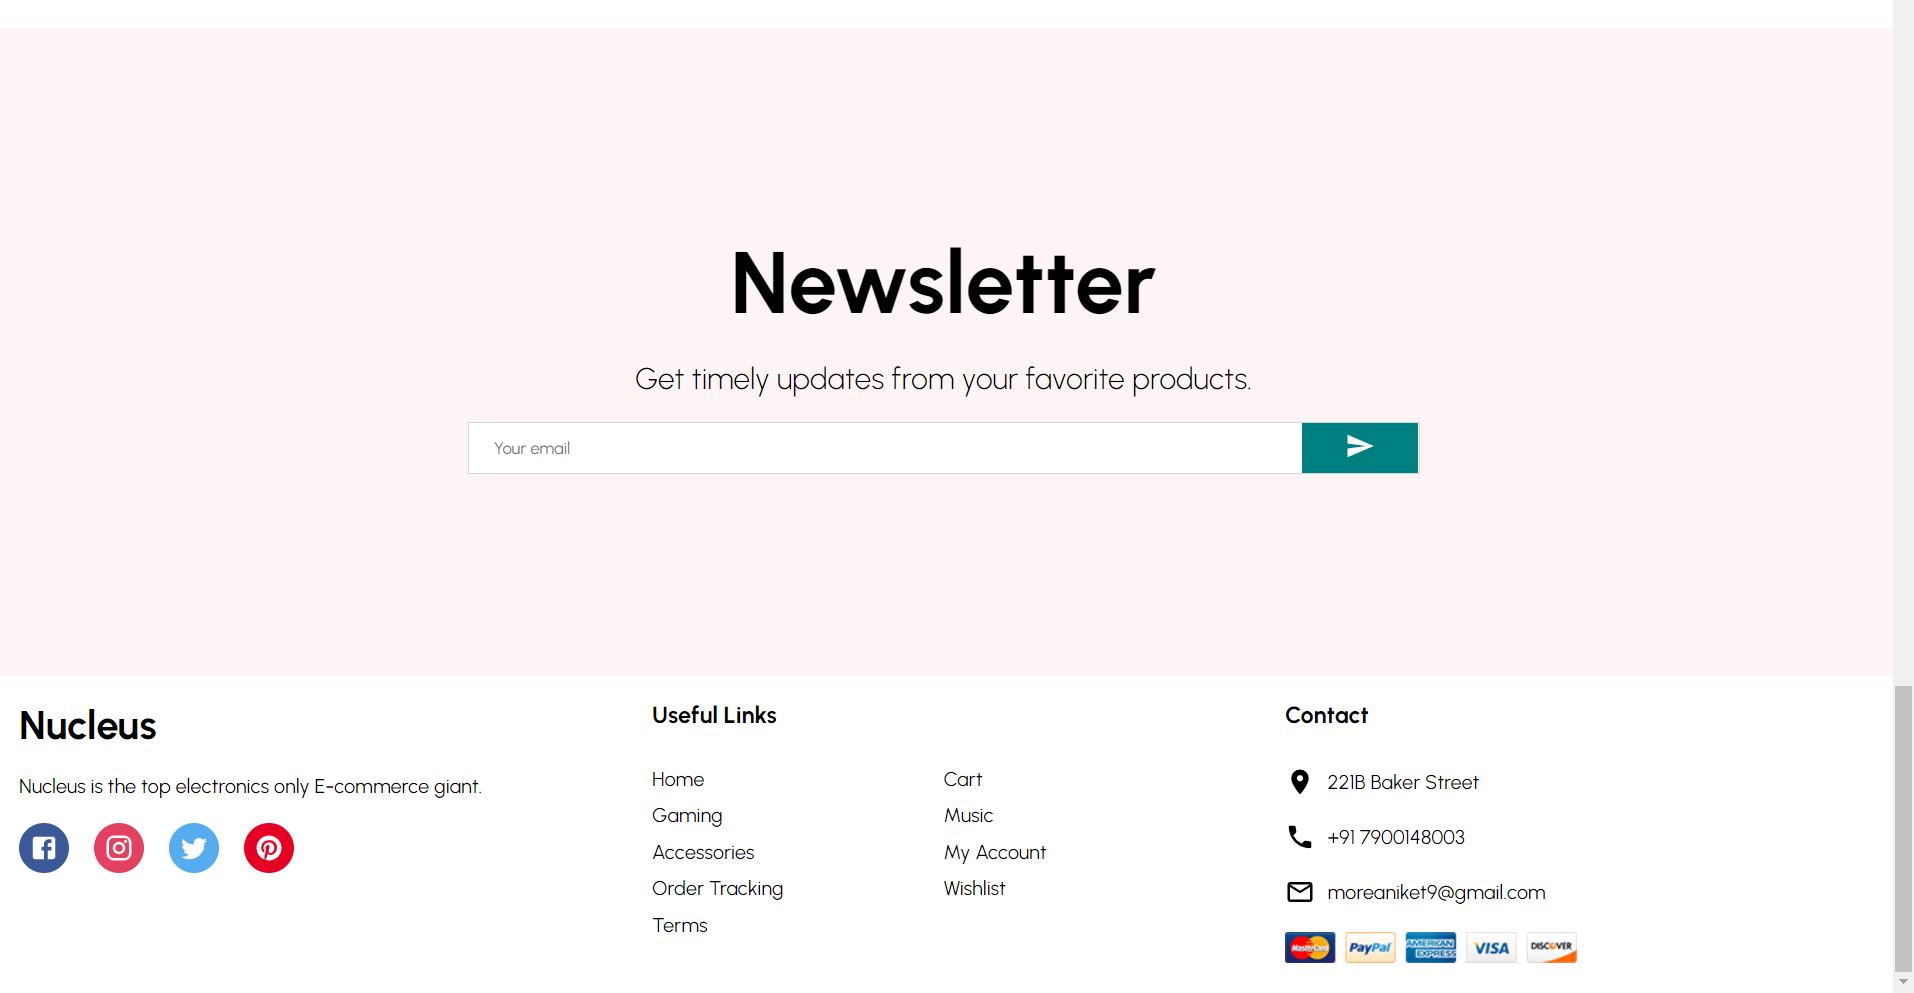 Newsletter
Get timely updates from your favorite products.
Your email
Nucleus
Nucleus is the top electronics only E-commerce giant.
Useful Links
Home
Gaming
Accessories
Order Tracking
Terms
Cart
Music
My Account
Wishlist
Contact
221B Baker Street
+91 7900148003
moreaniket9@gmail.com
MasterCard PayPal AMERICAN EXPRESS VISA DISCOVER